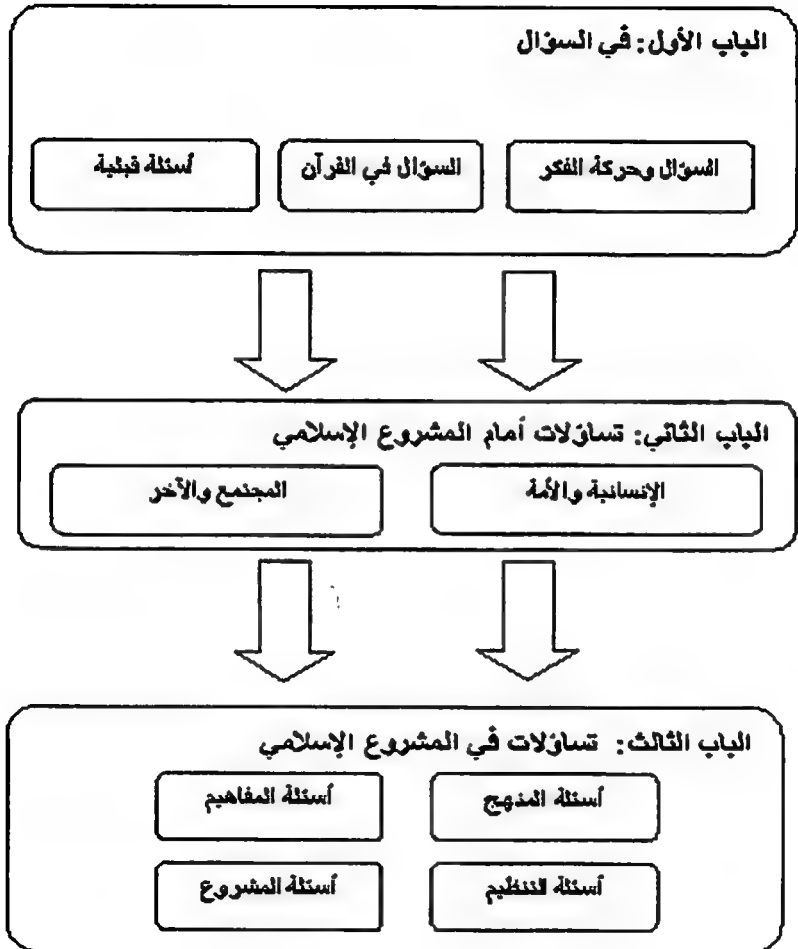 الباب الأول: في السؤال
السؤال وحركة الفكر
السؤال في القرآن
أسئلة قبلية
الباب الثاني: تساؤلات أمام المشروع الإسلامي
الإنسانية والأمة
المجتمع والآخر
الباب الثالث: تساؤلات في المشروع الإسلامي
أسئلة المنهج
أسئلة المفاهيم
أسئلة التنظيم
أسئلة المشروع